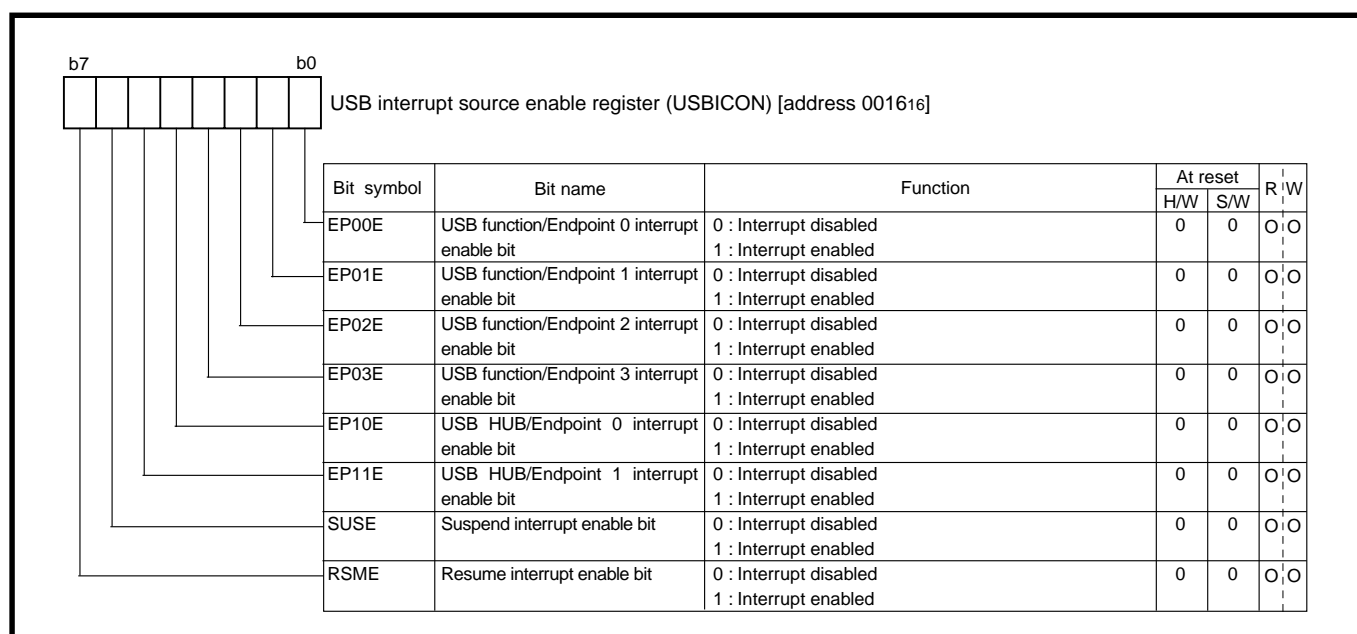 b7 b0
USB interrupt source enable register (USBICON) [address 001616]
Bit symbol Bit name Function At reset R W
H/W S/W
EP00E USB function/Endpoint 0 interrupt 0 : Interrupt disabled 0 0 O O
enable bit 1 : Interrupt enabled
EP01E USB function/Endpoint 1 interrupt 0 : Interrupt disabled 0 0 O O
enable bit 1 : Interrupt enabled
EP02E USB function/Endpoint 2 interrupt 0 : Interrupt disabled 0 0 O O
enable bit 1 : Interrupt enabled
EP03E USB function/Endpoint 3 interrupt 0 : Interrupt disabled 0 0 O O
enable bit 1 : Interrupt enabled
EP10E USB HUB/Endpoint 0 interrupt 0 : Interrupt disabled 0 0 O O
enable bit 1 : Interrupt enabled
EP11E USB HUB/Endpoint 1 interrupt 0 : Interrupt disabled 0 0 O O
enable bit 1 : Interrupt enabled
SUSE Suspend interrupt enable bit 0 : Interrupt disabled 0 0 O O
1 : Interrupt enabled
RSME Resume interrupt enable bit 0 : Interrupt disabled 0 0 O O
1 : Interrupt enabled